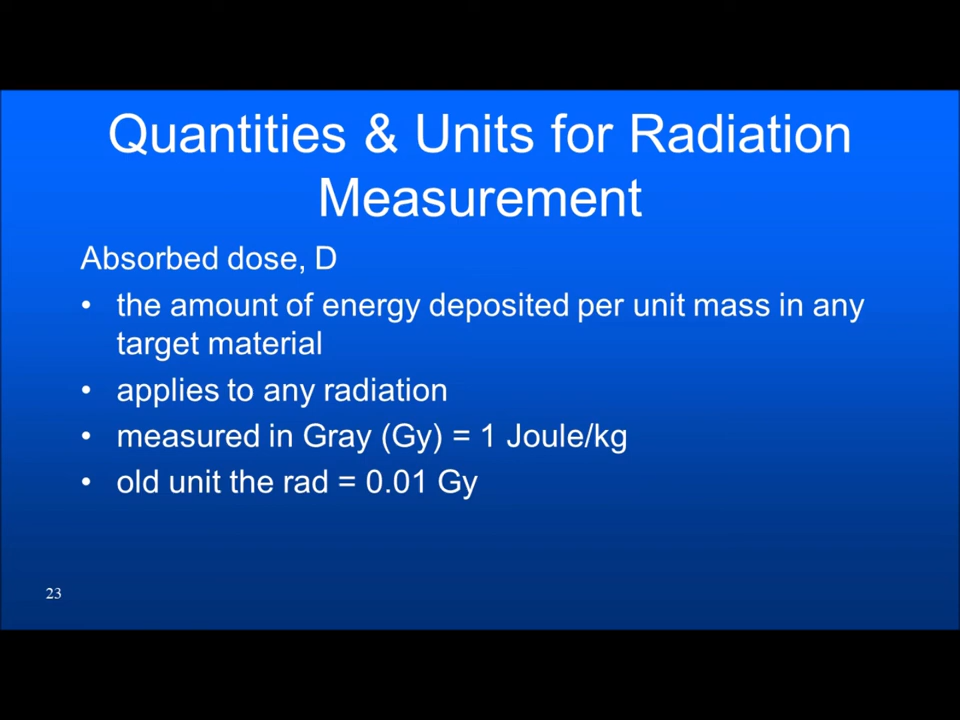 Quantities & Units for Radiation
Measurement
Absorbed dose, D
• the amount of energy deposited per unit mass in any
target material
• applies to any radiation
• measured in Gray (Gy) = 1 Joule/kg
• old unit the rad = 0.01 Gy
23